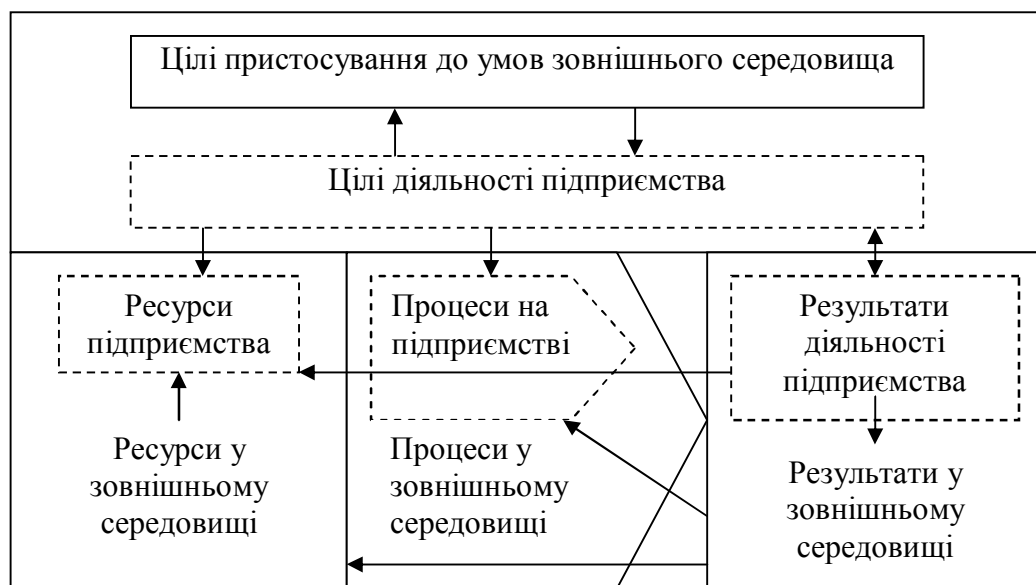 Цілі пристосування до умов зовнішнього середовища
Цілі діяльності підприємства
Ресурси
підприємства
Ресурси у
зовнішньому
середовищі
Процеси на
підприємстві
Процеси у
зовнішньому
середовищі
Результати
діяльності
підприємства
Результати у
зовнішньому
середовищі